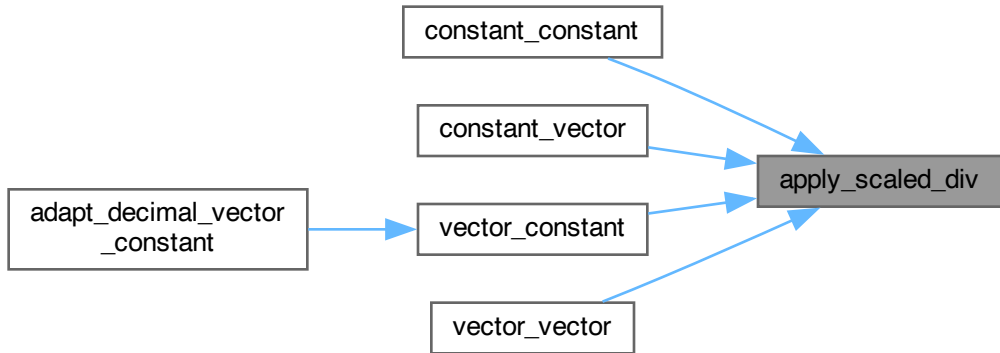 constant_constant
constant_vector
apply_scaled_div
adapt_decimal_vector
_constant
vector_constant
vector_vector